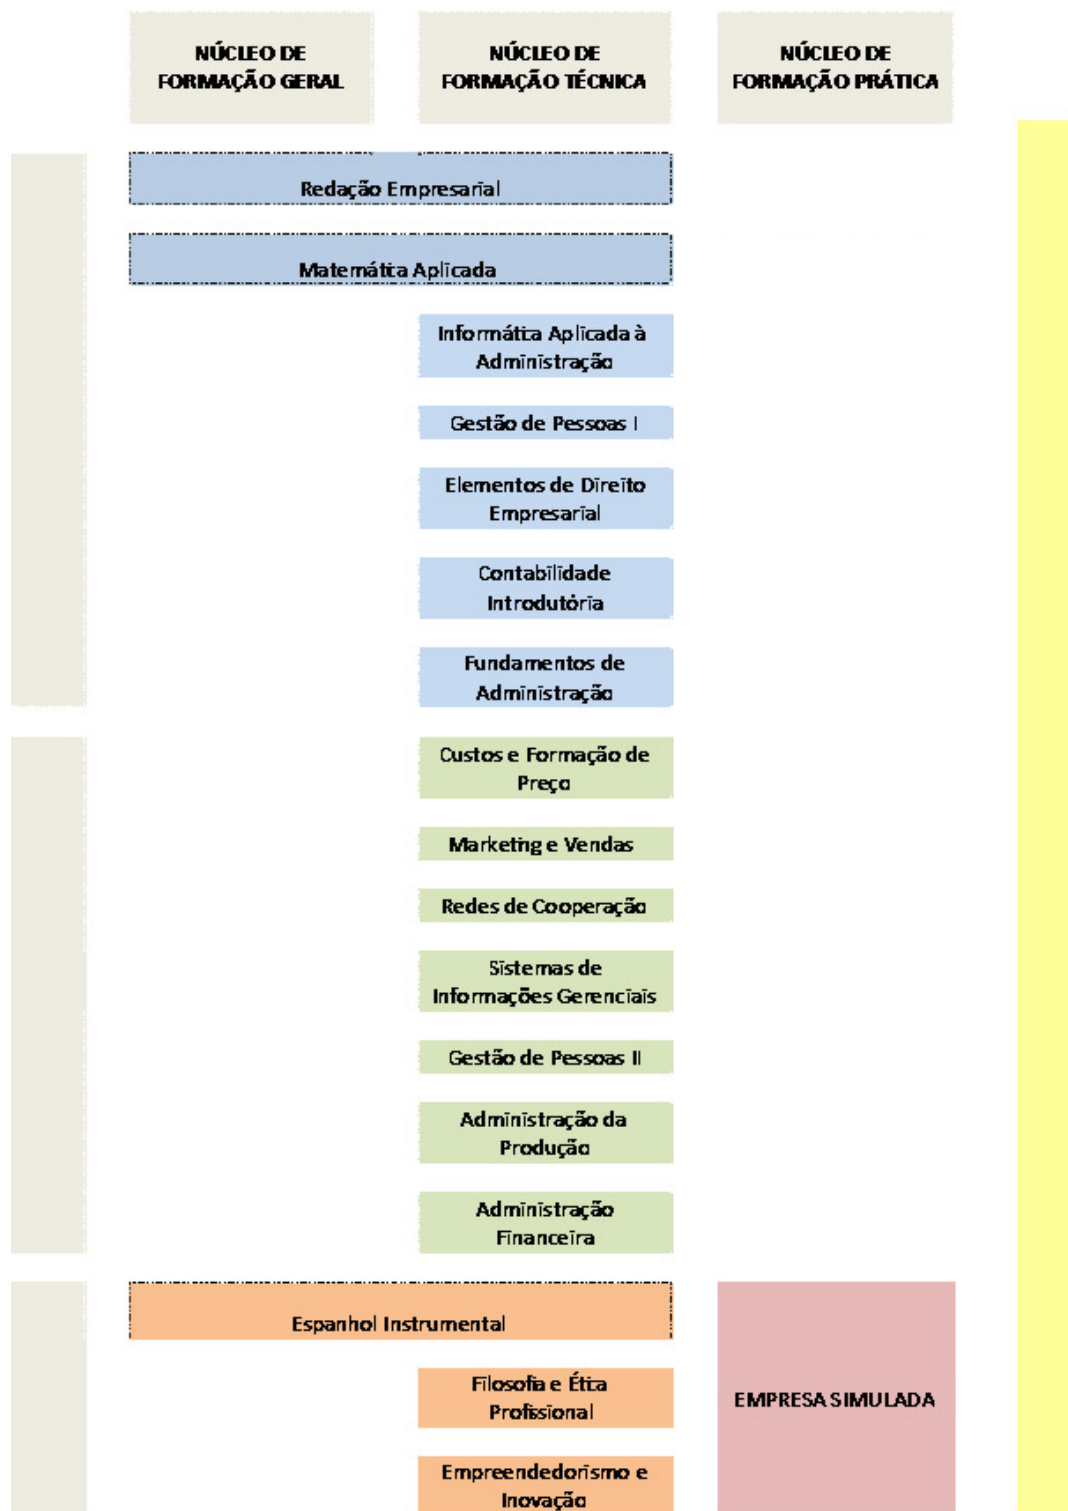 NÚCLEO DE
FORMAÇÃO GERAL
NÚCLEO DE
FORMAÇÃO TÉCNICA
NÚCLEO DE
FORMAÇÃO PRÁTICA
Redação Empresarial
Matemática Aplicada
Informática Aplicada à
Administração
Gestão de Pessoas I
Elementos de Direito
Empresarial
Contabilidade
Introdutória
Fundamentos de
Administração
Custos e Formação de
Preço
Marketing e Vendas
Redes de Cooperação
Sistemas de
Informações Gerenciais
Gestão de Pessoas II
Administração da
Produção
Administração
Financeira
Espanhol Instrumental
Filosofia e Ética
Profissional
EMPRESA SIMULADA
Empreendedorismo e
Inovação